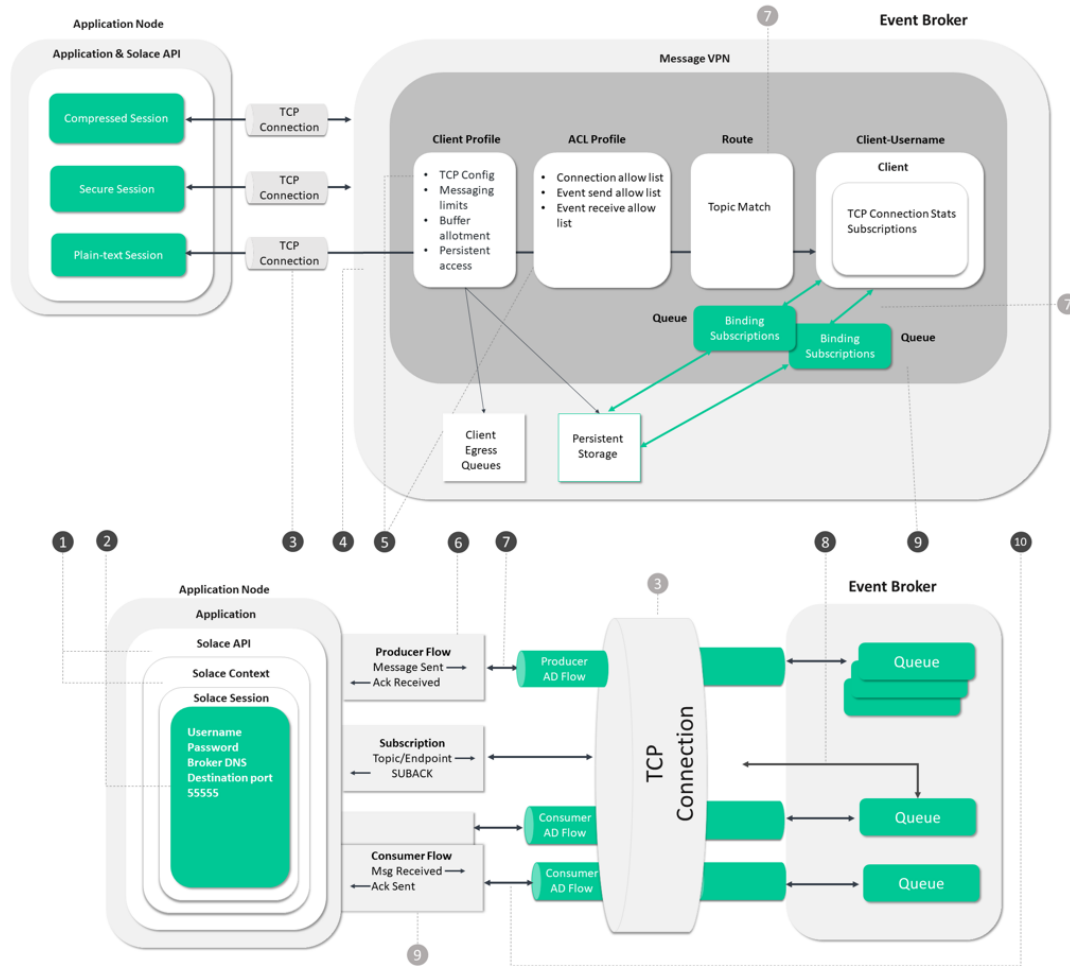 Application Node
Event Broker
7
Application & Solace API
Message VPN
Compressed Session
TCP
Connection
Client Profile
ACL Profile
Route
Client-Username
Client
• TCP Config
• Messaging
limits
• Buffer
allotment
• Persistent
access
• Connection allow list
• Event send allow list
• Event receive allow
list
Topic Match
TCP Connection Stats
Subscriptions
Secure Session
TCP
Connection
Plain-text Session
TCP
Connection
Queue
Binding
Subscriptions
Binding
Subscriptions
Queue
7
Client
Egress
Queues
Persistent
Storage
1
2
3
4
5
6
7
8
9
10
Application Node
Application
Solace API
Solace Context
Solace Session
Username
Password
Broker DNS
Destination port
55555
3
Event Broker
Producer Flow
Message Sent
Ack Received
Producer
AD Flow
Queue
Subscription
Topic/Endpoint
SUBACK
TCP
Connection
Consumer
AD Flow
Queue
Consumer Flow
Msg Received
Ack Sent
Consumer
AD Flow
Queue
9